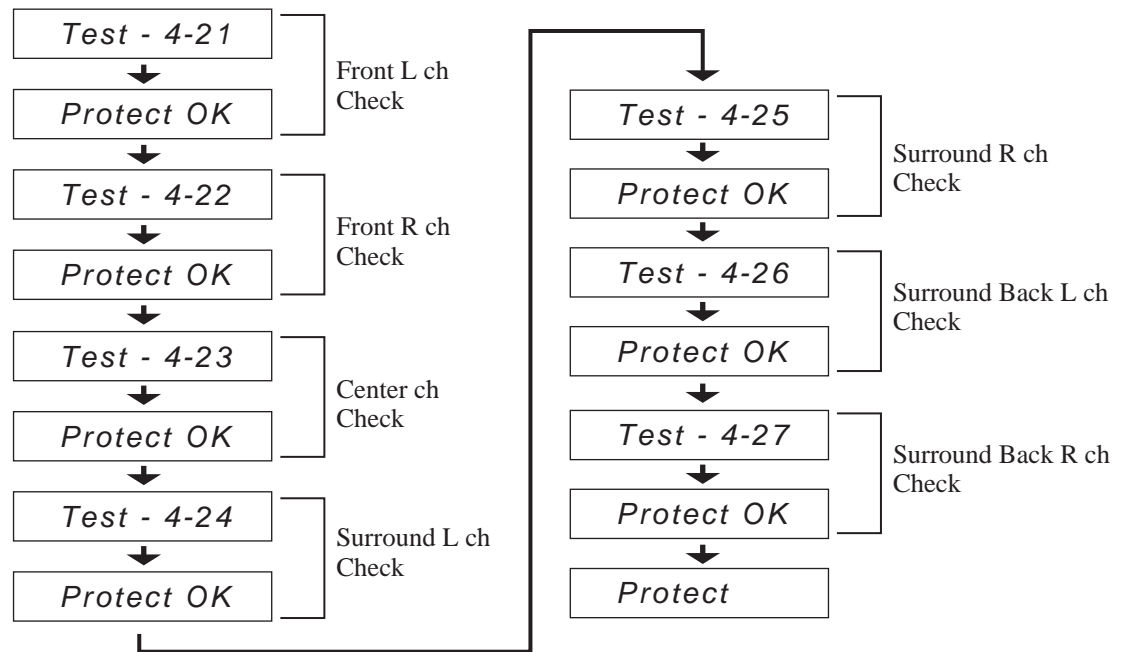 Test - 4-21
Protect OK
Front L ch
Check
Test - 4-22
Protect OK
Front R ch
Check
Test - 4-23
Protect OK
Center ch
Check
Test - 4-24
Protect OK
Surround L ch
Check
Test - 4-25
Protect OK
Surround R ch
Check
Test - 4-26
Protect OK
Surround Back L ch
Check
Test - 4-27
Protect OK
Surround Back R ch
Check
Protect